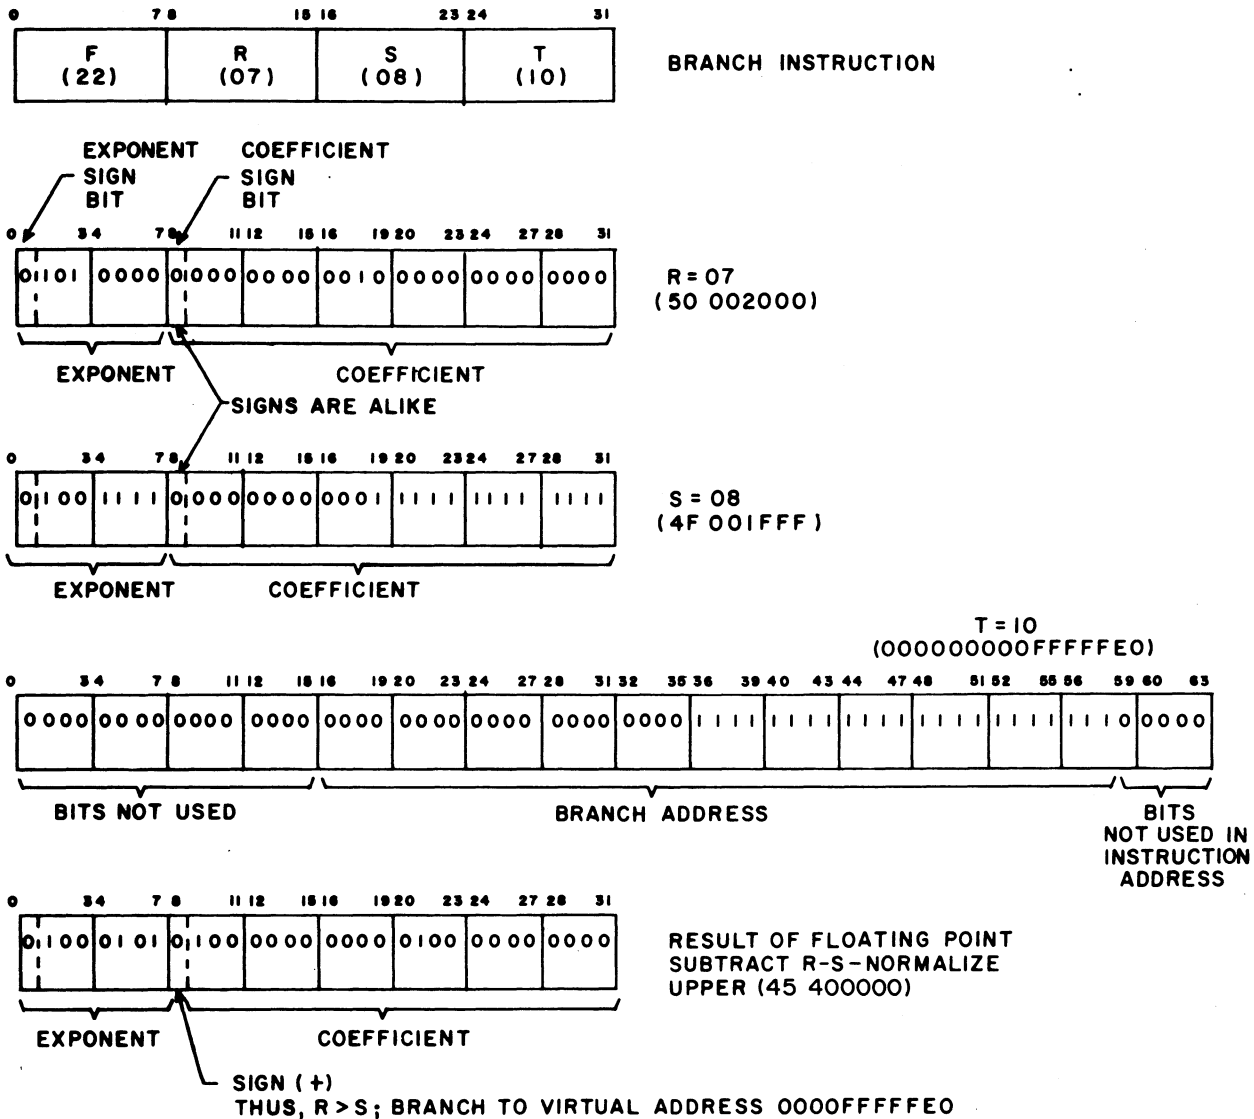 0 7 8 15 16 23 24 31
F R S T
(22) (07) (08) (10)
BRANCH INSTRUCTION
EXPONENT SIGN BIT
COEFFICIENT SIGN BIT
0 3 4 7 8 11 12 15 16 19 20 23 24 27 28 31
0 101 0000 0 000 0000 0010 0000 0000 0000
R = 07
(50 002000)
EXPONENT COEFFICIENT
SIGNS ARE ALIKE
0 3 4 7 8 11 12 15 16 19 20 23 24 27 28 31
0 100 1111 0 000 0000 0001 1111 1111 1111
S = 08
(4F 001FFF)
EXPONENT COEFFICIENT
T = 10
(000000000FFFFFE0)
0 3 4 7 8 11 12 15 16 19 20 23 24 27 28 31 32 35 36 39 40 43 44 47 48 51 52 55 56 59 60 63
0000 0000 0000 0000 0000 0000 0000 0000 0000 1111 1111 1111 1111 1111 1110 0000
BITS NOT USED
BRANCH ADDRESS
BITS
NOT USED IN
INSTRUCTION
ADDRESS
0 3 4 7 8 11 12 15 16 19 20 23 24 27 28 31
0 100 0101 0 100 0000 0000 0100 0000 0000
RESULT OF FLOATING POINT
SUBTRACT R-S-NORMALIZE
UPPER (45 400000)
EXPONENT COEFFICIENT
SIGN (+)
THUS, R > S; BRANCH TO VIRTUAL ADDRESS 0000FFFFFFE0